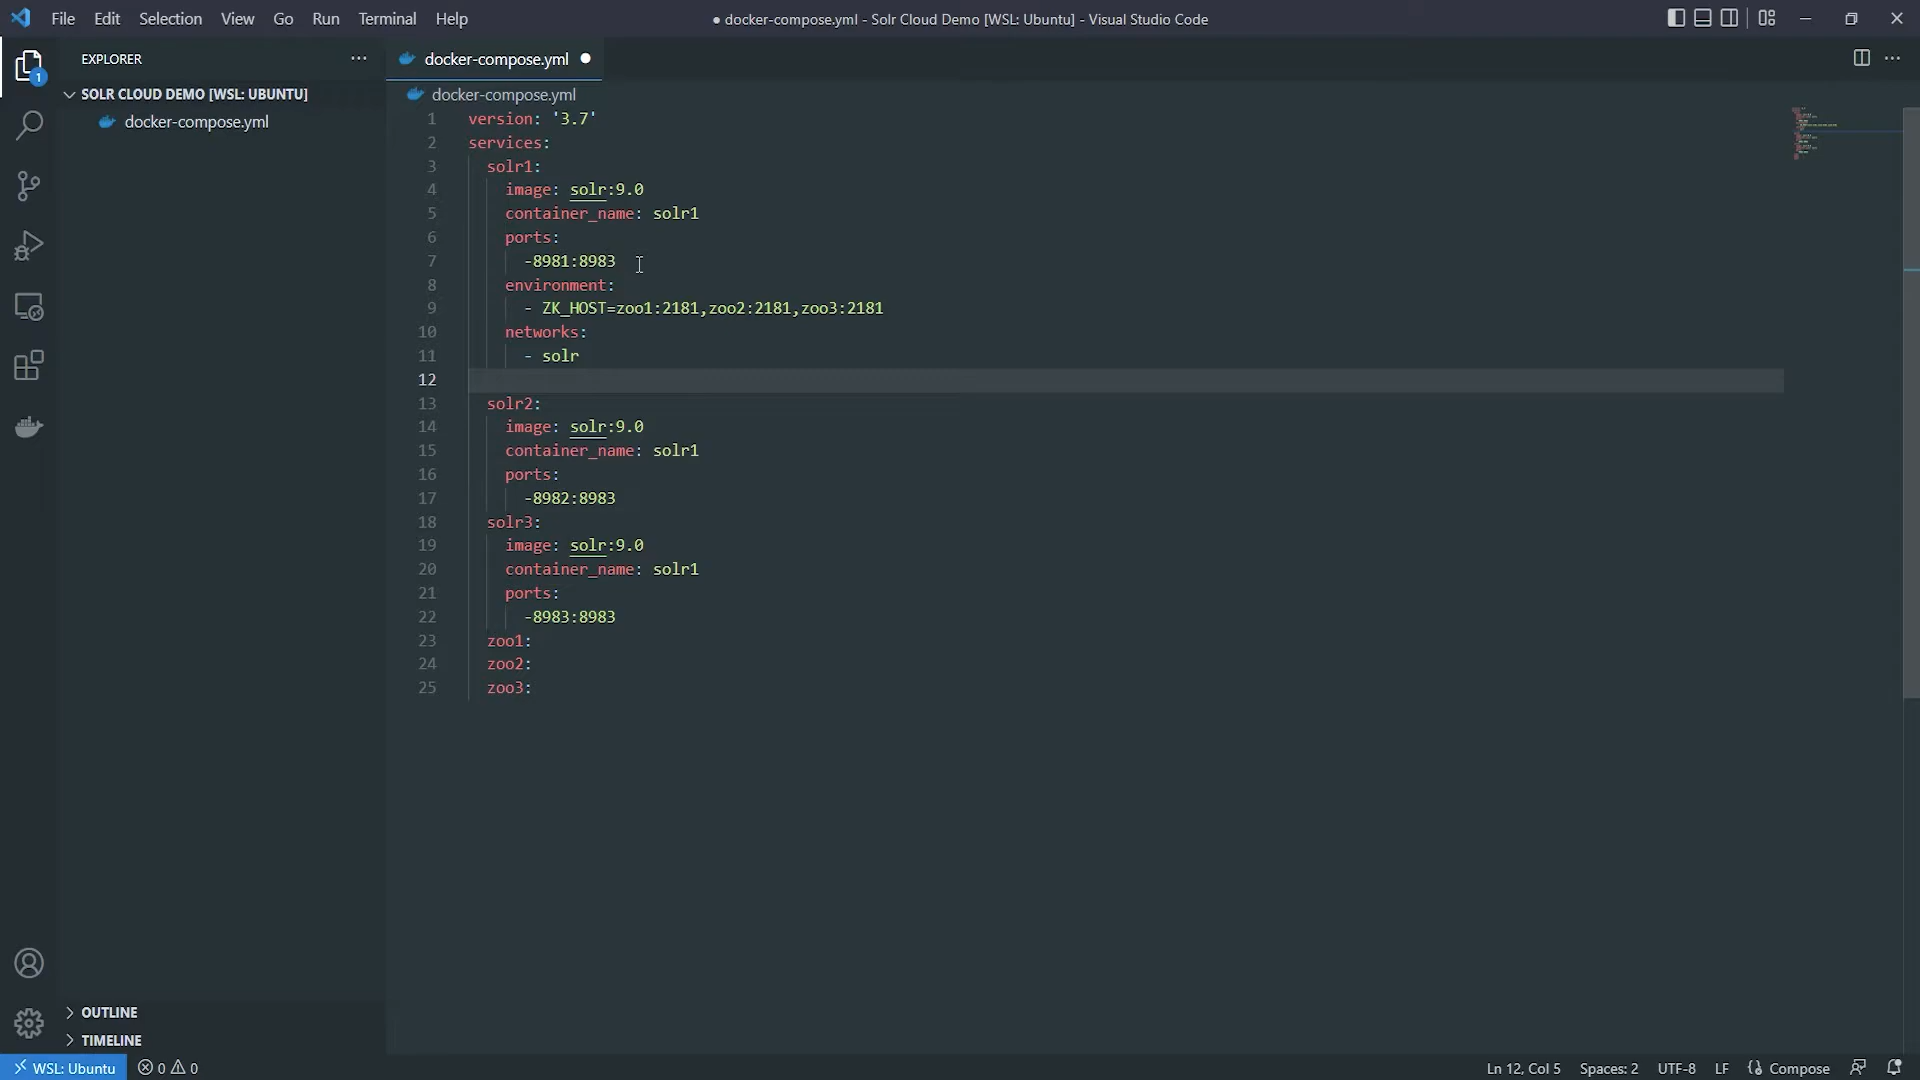 File Edit Selection View Go Run Terminal Help
● docker-compose.yml - Solr Cloud Demo [WSL: Ubuntu] - Visual Studio Code
EXPLORER
SOLR CLOUD DEMO [WSL: UBUNTU]
docker-compose.yml
docker-compose.yml
docker-compose.yml
1 version: '3.7'
2 services:
3 solr1:
4 image: solr:9.0
5 container_name: solr1
6 ports:
7 -8981:8983
8 environment:
9 - ZK_HOST=zoo1:2181,zoo2:2181,zoo3:2181
10 networks:
11 - solr
12
13 solr2:
14 image: solr:9.0
15 container_name: solr1
16 ports:
17 -8982:8983
18 solr3:
19 image: solr:9.0
20 container_name: solr1
21 ports:
22 -8983:8983
23 zoo1:
24 zoo2:
25 zoo3:
1
OUTLINE
TIMELINE
WSL: Ubuntu 0 0
Ln 12, Col 5 Spaces: 2 UTF-8 LF {} Compose